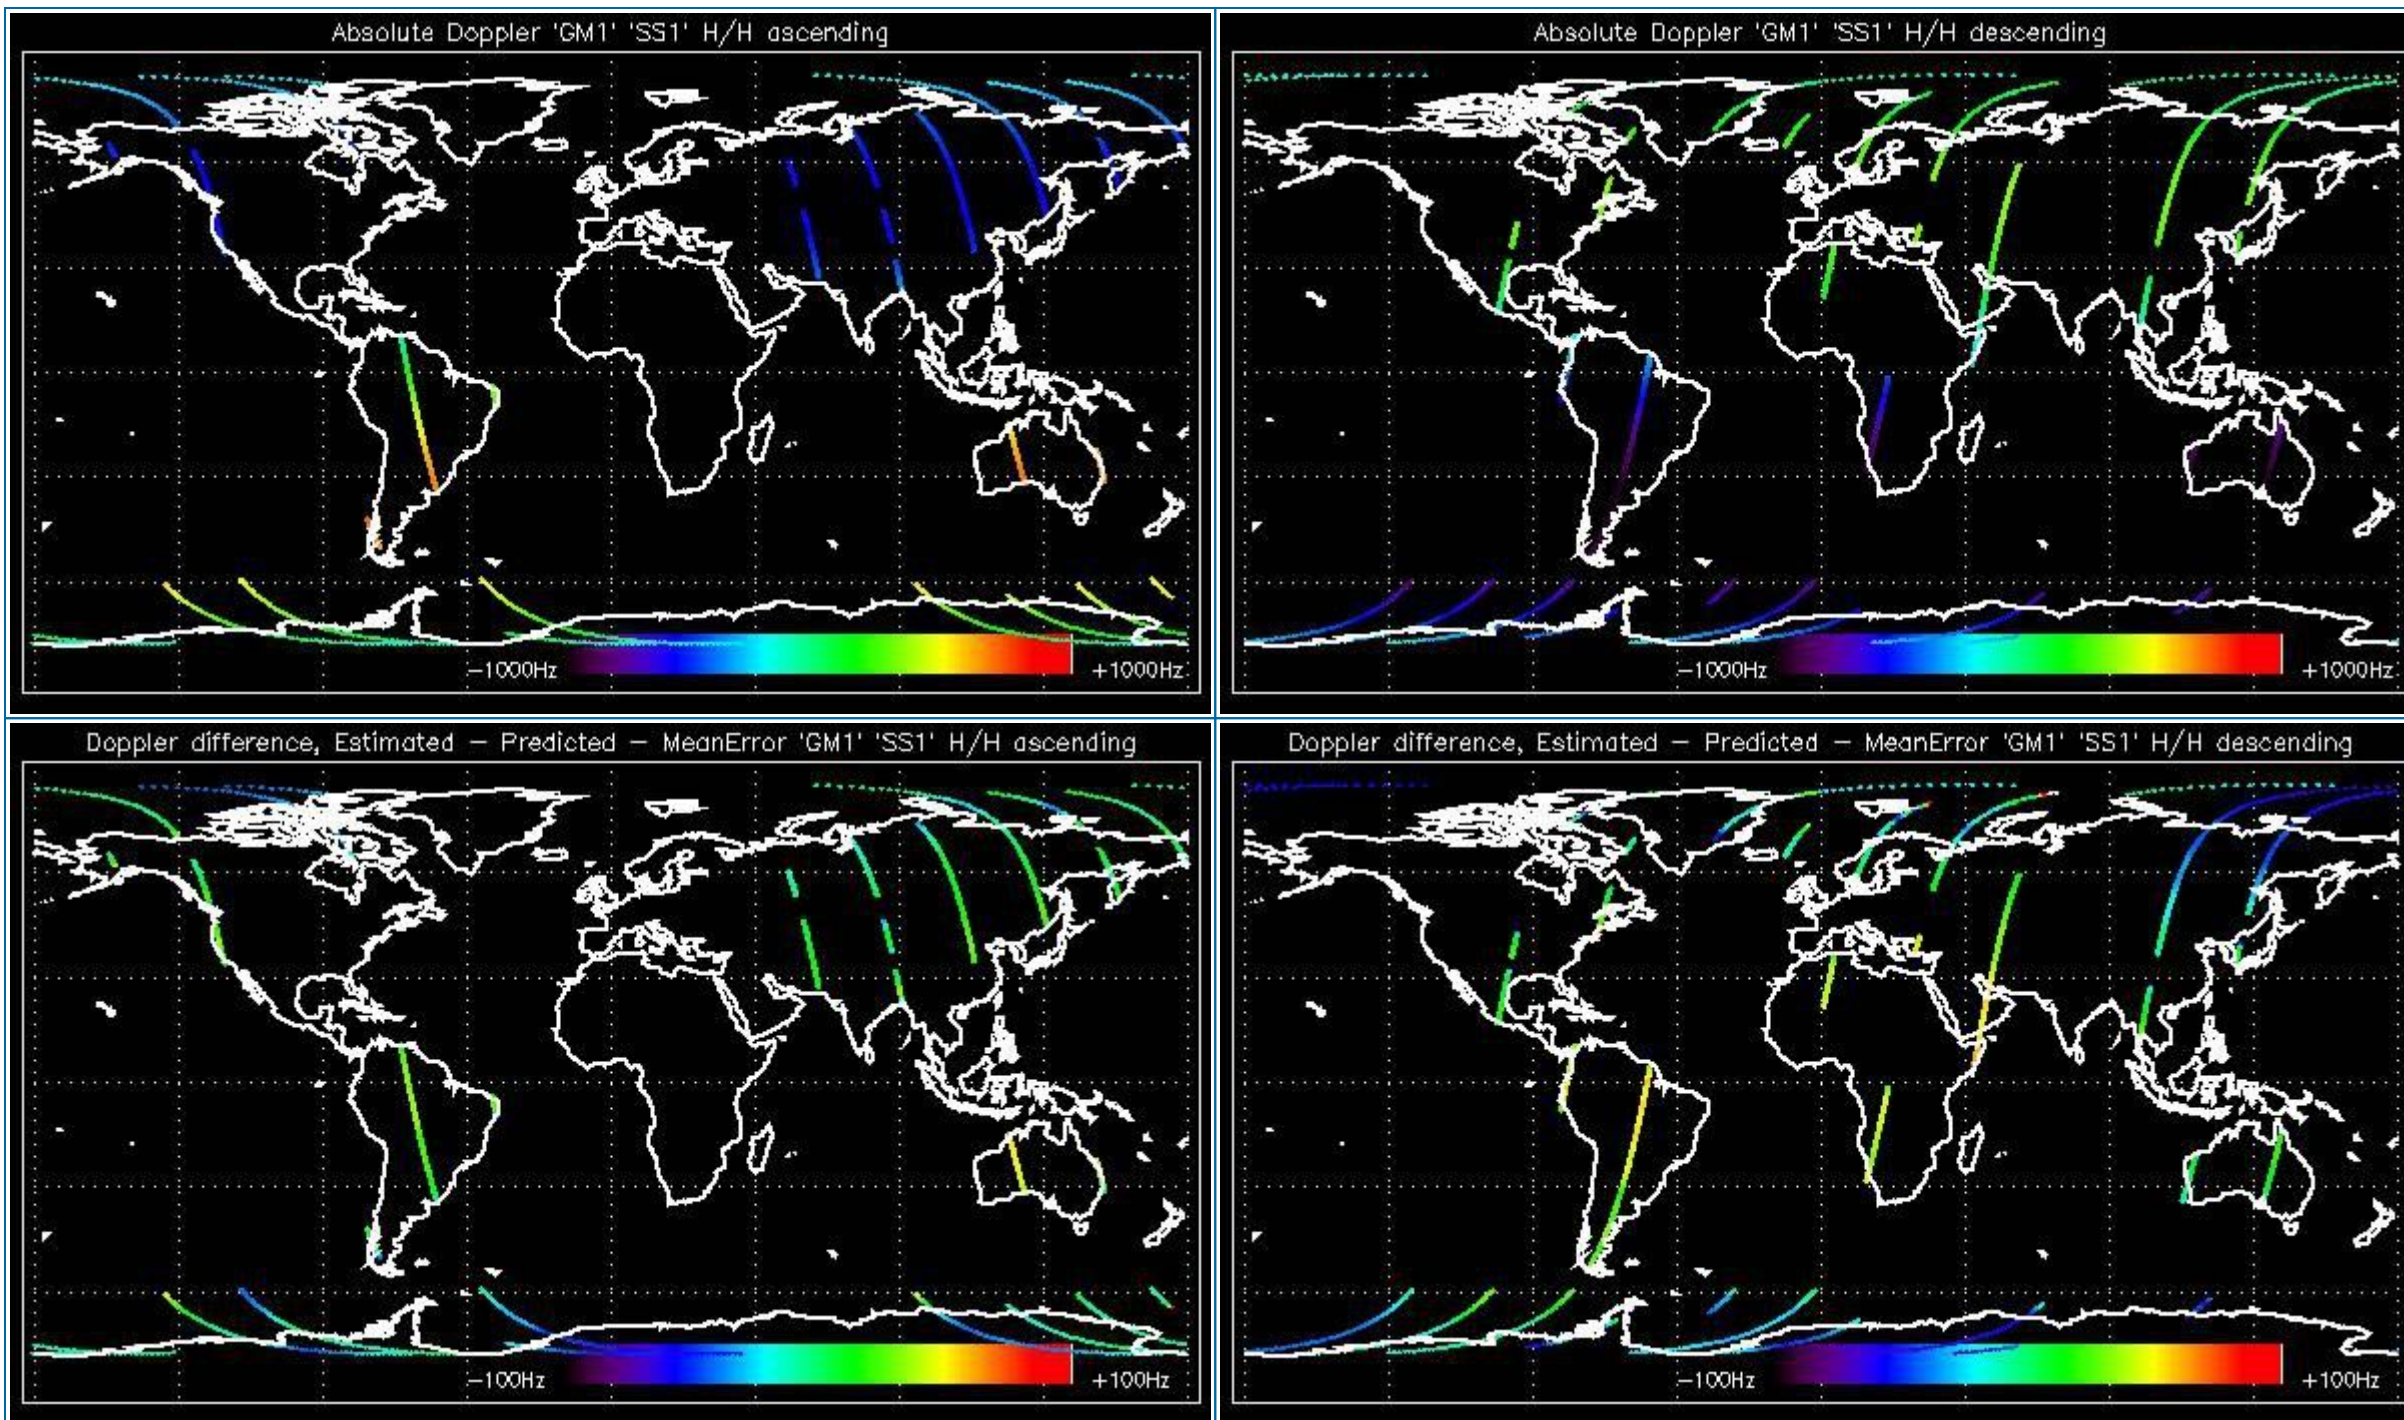 Absolute Doppler 'GM1' 'SS1' H/H ascending
-1000Hz
+1000Hz
Absolute Doppler 'GM1' 'SS1' H/H descending
-1000Hz
+1000Hz
Doppler difference, Estimated - Predicted - MeanError 'GM1' 'SS1' H/H ascending
-100Hz
+100Hz
Doppler difference, Estimated - Predicted - MeanError 'GM1' 'SS1' H/H descending
-100Hz
+100Hz